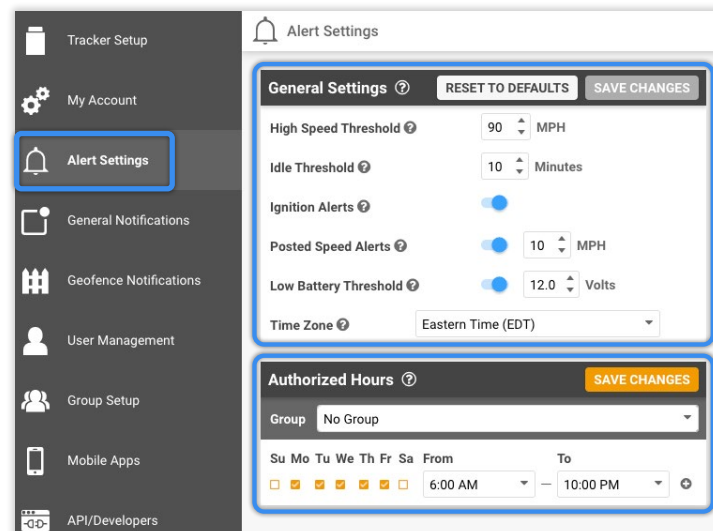 Tracker Setup
My Account
Alert Settings
General Notifications
Geofence Notifications
User Management
Group Setup
Mobile Apps
API/Developers
Alert Settings
General Settings ? RESET TO DEFAULTS SAVE CHANGES
High Speed Threshold ? 90 MPH
Idle Threshold ? 10 Minutes
Ignition Alerts ?
Posted Speed Alerts ? 10 MPH
Low Battery Threshold ? 12.0 Volts
Time Zone ? Eastern Time (EDT)
Authorized Hours ? SAVE CHANGES
Group No Group
Su Mo Tu We Th Fr Sa From To
6:00 AM — 10:00 PM